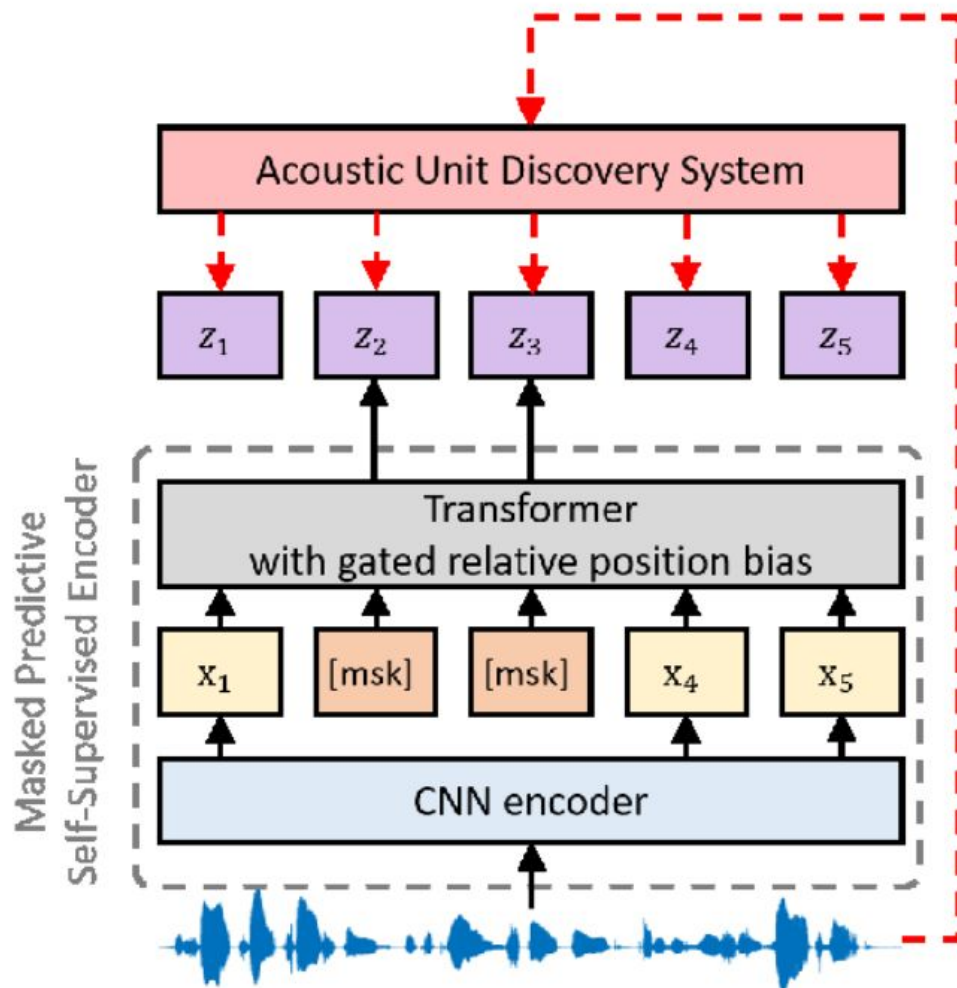 Acoustic Unit Discovery System
z₁ z₂ z₃ z₄ z₅
Masked Predictive
Self-Supervised Encoder
Transformer
with gated relative position bias
x₁ [msk] [msk] x₄ x₅
CNN encoder